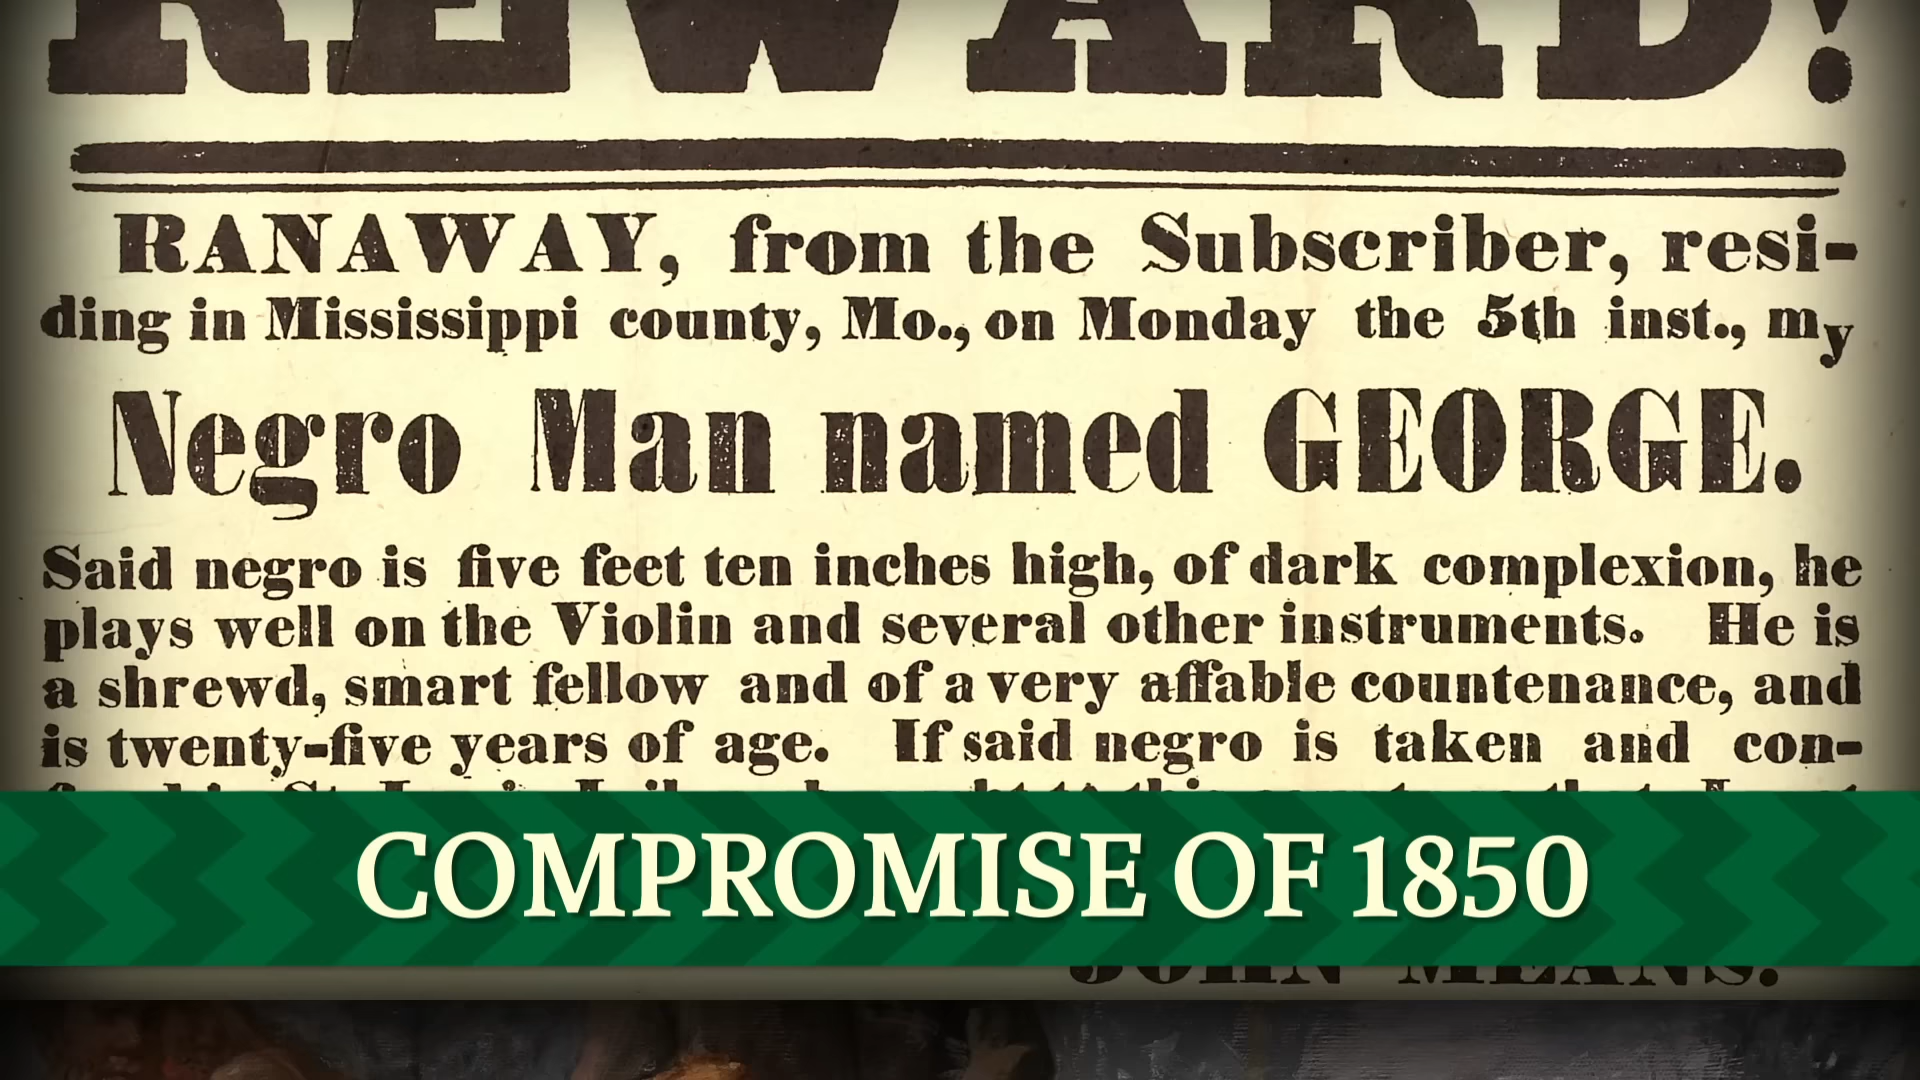 REWARD!
RANAWAY, from the Subscriber, resi-
ding in Mississippi county, Mo., on Monday the 5th inst., my
Negro Man named GEORGE.
Said negro is five feet ten inches high, of dark complexion, he
plays well on the Violin and several other instruments. He is
a shrewd, smart fellow and of a very affable countenance, and
is twenty-five years of age. If said negro is taken and con-
COMPROMISE OF 1850
JOHN MEANS.